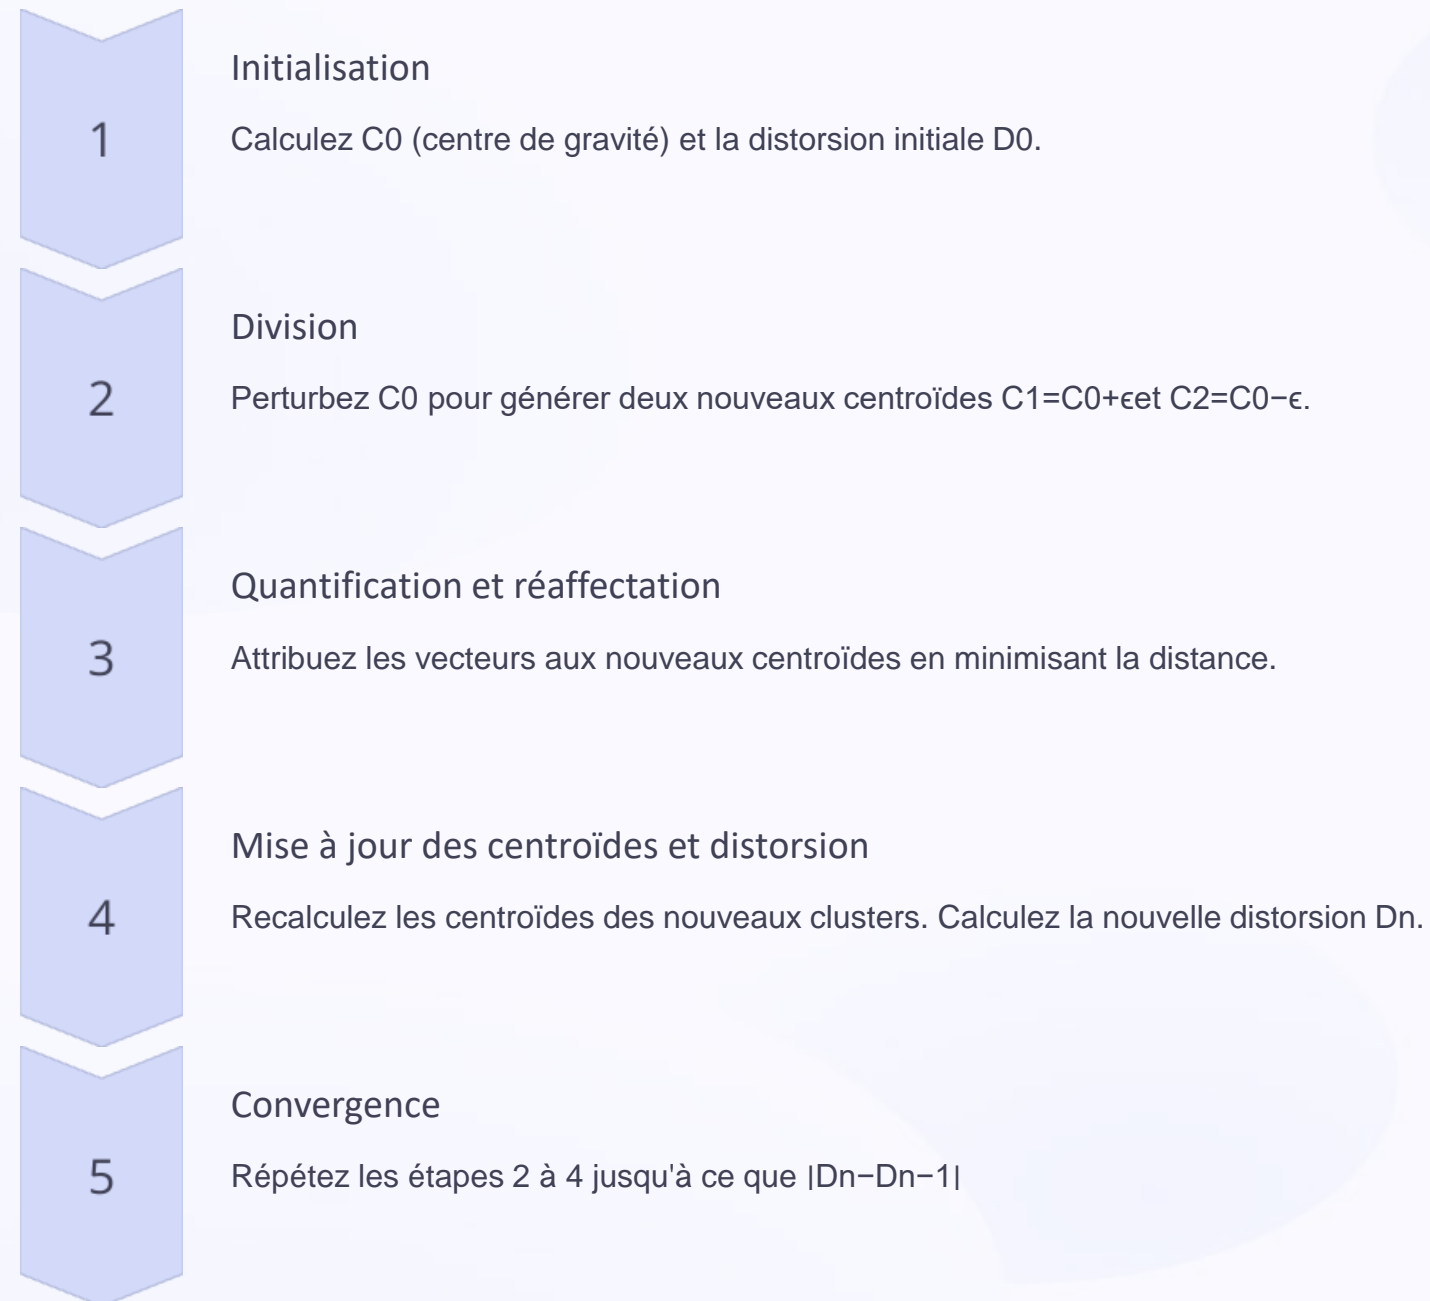 1
Initialisation
Calculez C0 (centre de gravité) et la distorsion initiale D0.
2
Division
Perturbez C0 pour générer deux nouveaux centroïdes C1=C0+ϵet C2=C0−ϵ.
3
Quantification et réaffectation
Attribuez les vecteurs aux nouveaux centroïdes en minimisant la distance.
4
Mise à jour des centroïdes et distorsion
Recalculez les centroïdes des nouveaux clusters. Calculez la nouvelle distorsion Dn.
5
Convergence
Répétez les étapes 2 à 4 jusqu'à ce que ∣Dn−Dn−1∣